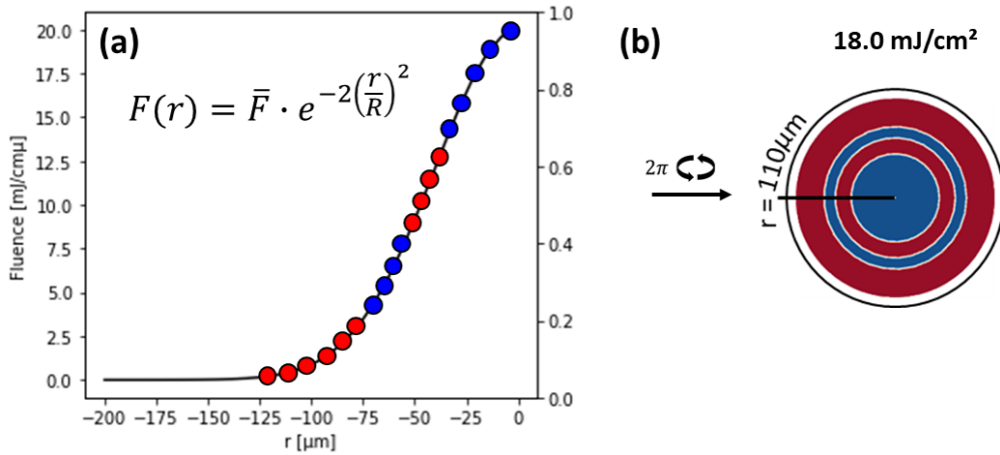 (a)
F(r) = F̄ · e^{-2(r/R)^2}
Fluence [mJ/cmμ]
20.0
17.5
15.0
12.5
10.0
7.5
5.0
2.5
0.0
1.0
0.8
0.6
0.4
0.2
0.0
−200 −175 −150 −125 −100 −75 −50 −25 0
r [μm]
(b)
18.0 mJ/cm²
2π
r = 110μm